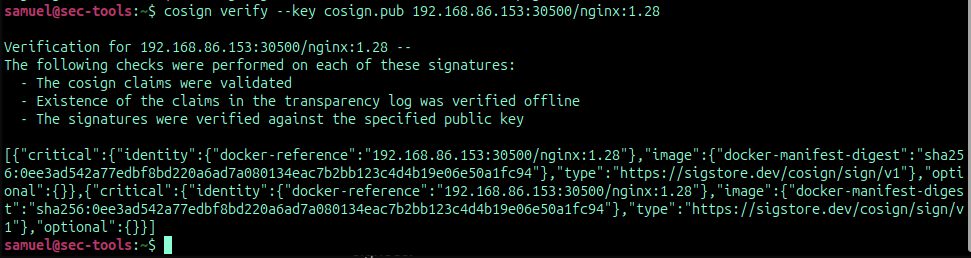 samuel@sec-tools:~$ cosign verify --key cosign.pub 192.168.86.153:30500/nginx:1.28
Verification for 192.168.86.153:30500/nginx:1.28 --
The following checks were performed on each of these signatures:
  - The cosign claims were validated
  - Existence of the claims in the transparency log was verified offline
  - The signatures were verified against the specified public key
[{"critical":{"identity":{"docker-reference":"192.168.86.153:30500/nginx:1.28"},"image":{"docker-manifest-digest":"sha25
6:0ee3ad542a77edbf8bd220a6ad7a080134eac7b2bb123c4d4b19e06e50a1fc94"},"type":"https://sigstore.dev/cosign/sign/v1"},"opti
onal":{}},{"critical":{"identity":{"docker-reference":"192.168.86.153:30500/nginx:1.28"},"image":{"docker-manifest-diges
t":"sha256:0ee3ad542a77edbf8bd220a6ad7a080134eac7b2bb123c4d4b19e06e50a1fc94"},"type":"https://sigstore.dev/cosign/sign/v
1"},"optional":{}}]
samuel@sec-tools:~$